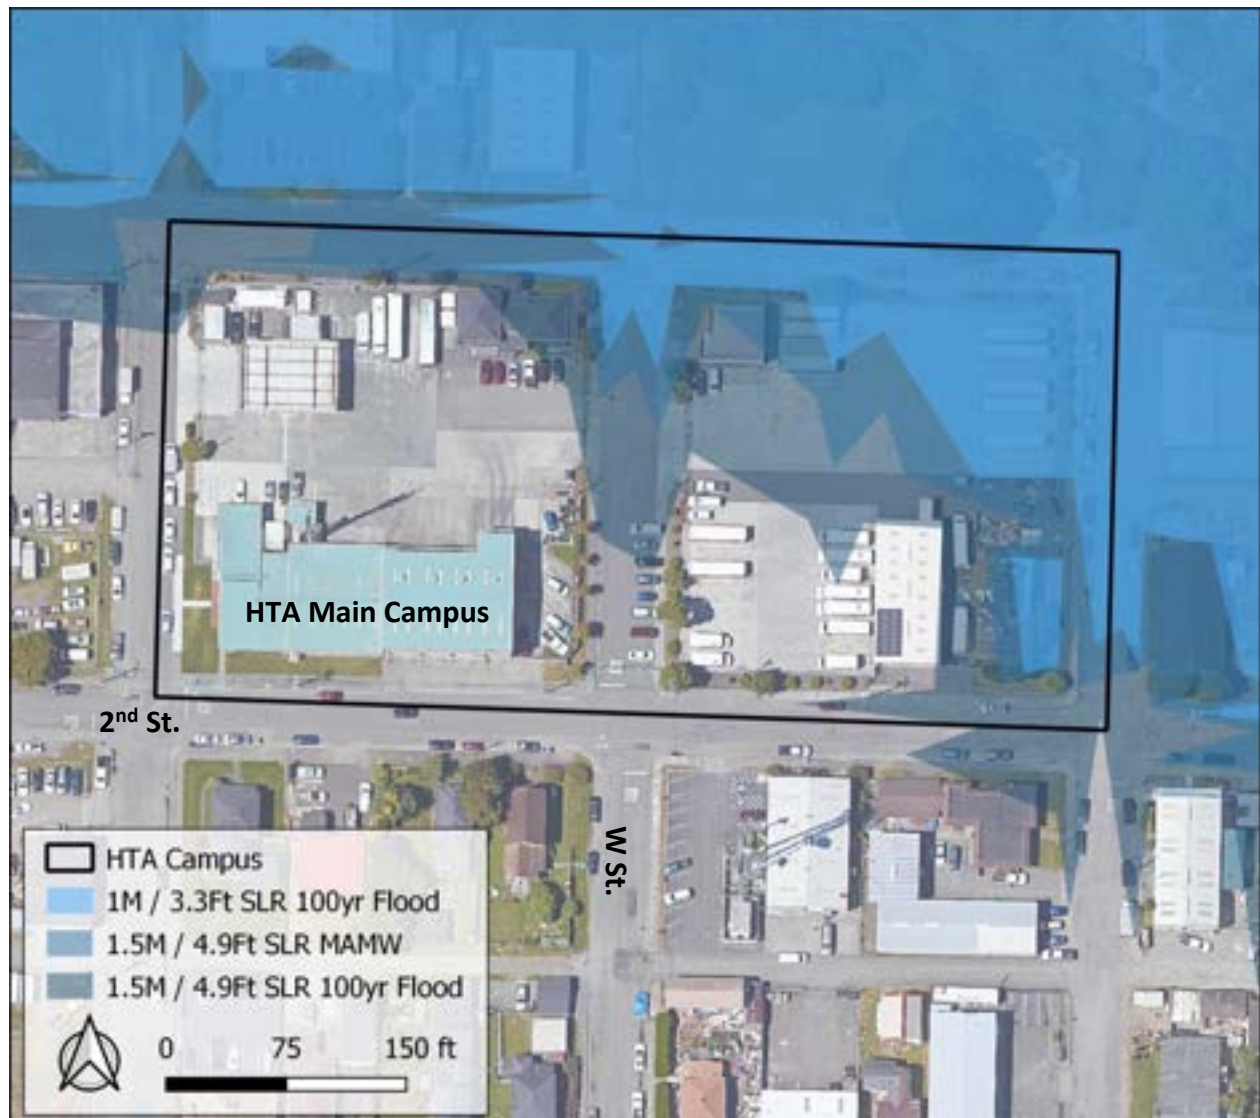 HTA Main Campus
2nd St.
W St.
HTA Campus
1M / 3.3Ft SLR 100yr Flood
1.5M / 4.9Ft SLR MAMW
1.5M / 4.9Ft SLR 100yr Flood
0 75 150 ft